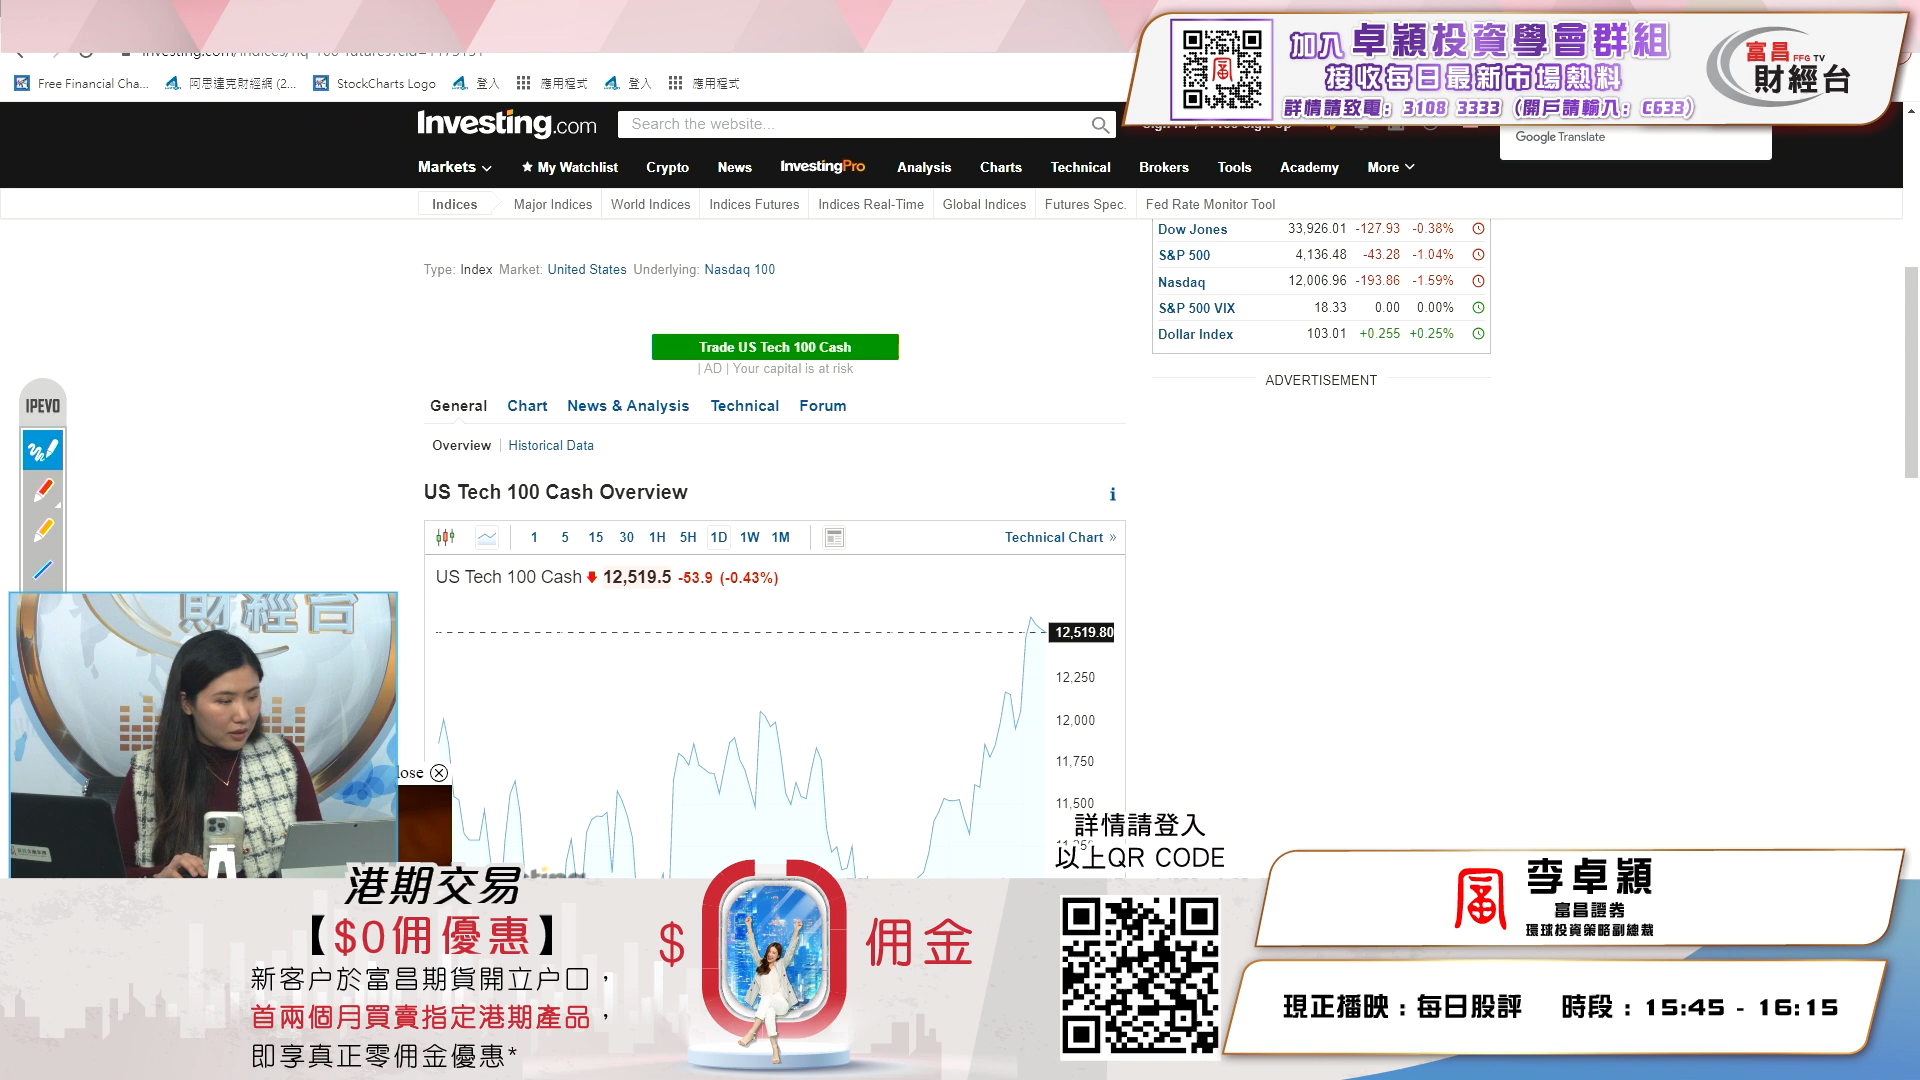 加入 卓穎投資學會群組
接收每日最新市場熱料
詳情請致電：3108 3333 （開戶請輸入：C633）
富昌 FFG TV
財經台
Free Financial Cha...
阿思達克財經網 (2...
StockCharts Logo
登入
應用程式
登入
應用程式
Investing.com
Search the website...
Google Translate
Markets
My Watchlist
Crypto
News
InvestingPro
Analysis
Charts
Technical
Brokers
Tools
Academy
More
Indices
Major Indices
World Indices
Indices Futures
Indices Real-Time
Global Indices
Futures Spec.
Fed Rate Monitor Tool
Dow Jones 33,926.01 -127.93 -0.38%
S&P 500 4,136.48 -43.28 -1.04%
Nasdaq 12,006.96 -193.86 -1.59%
S&P 500 VIX 18.33 0.00 0.00%
Dollar Index 103.01 +0.255 +0.25%
ADVERTISEMENT
Type: Index Market: United States Underlying: Nasdaq 100
Trade US Tech 100 Cash
| AD | Your capital is at risk
General Chart News & Analysis Technical Forum
Overview Historical Data
US Tech 100 Cash Overview
1 5 15 30 1H 5H 1D 1W 1M
Technical Chart »
US Tech 100 Cash 12,519.5 -53.9 (-0.43%)
12,519.80
12,250
12,000
11,750
11,500
IPEVO
財經台
港期交易
【$0佣優惠】
新客戶於富昌期貨開立户口，
首兩個月買賣指定港期產品，
即享真正零佣金優惠*
$0佣金
詳情請登入
以上QR CODE
李卓穎
富昌證券
環球投資策略副總裁
現正播映：每日股評 時段：15:45 - 16:15